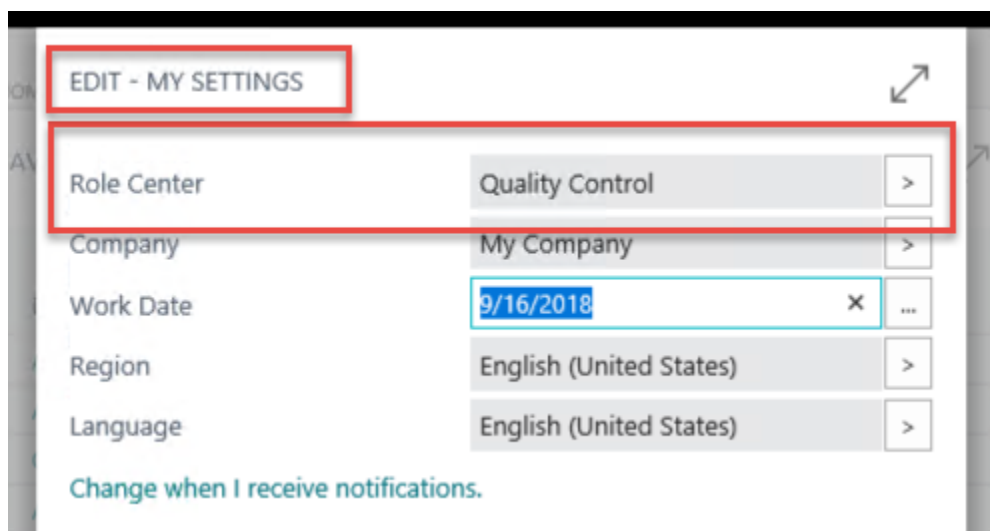 EDIT - MY SETTINGS
Role Center Quality Control >
Company My Company >
Work Date 9/16/2018 × ...
Region English (United States) >
Language English (United States) >
Change when I receive notifications.